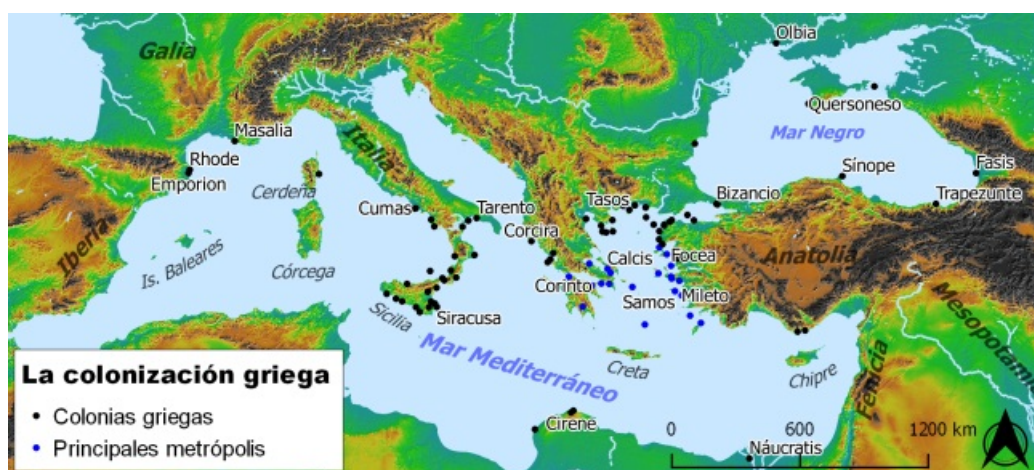 Olbia
Galia
Quersoneso
Mar Negro
Masalia
Italia
Rhode
Sínope
Fasis
Emporion
Cerdeña
Bizancio
Trapezunte
Cumas
Tarento
Tasos
Iberia
Is. Baleares
Corcira
Calcis
Focea
Anatolia
Córcega
Corinto
Samos
Mileto
Mesopotamia
Sicilia
Siracusa
Mar Mediterráneo
Creta
Chipre
Fenicia
La colonización griega
Colonias griegas
Principales metrópolis
Cirene
Náucratis
0 600 1200 km